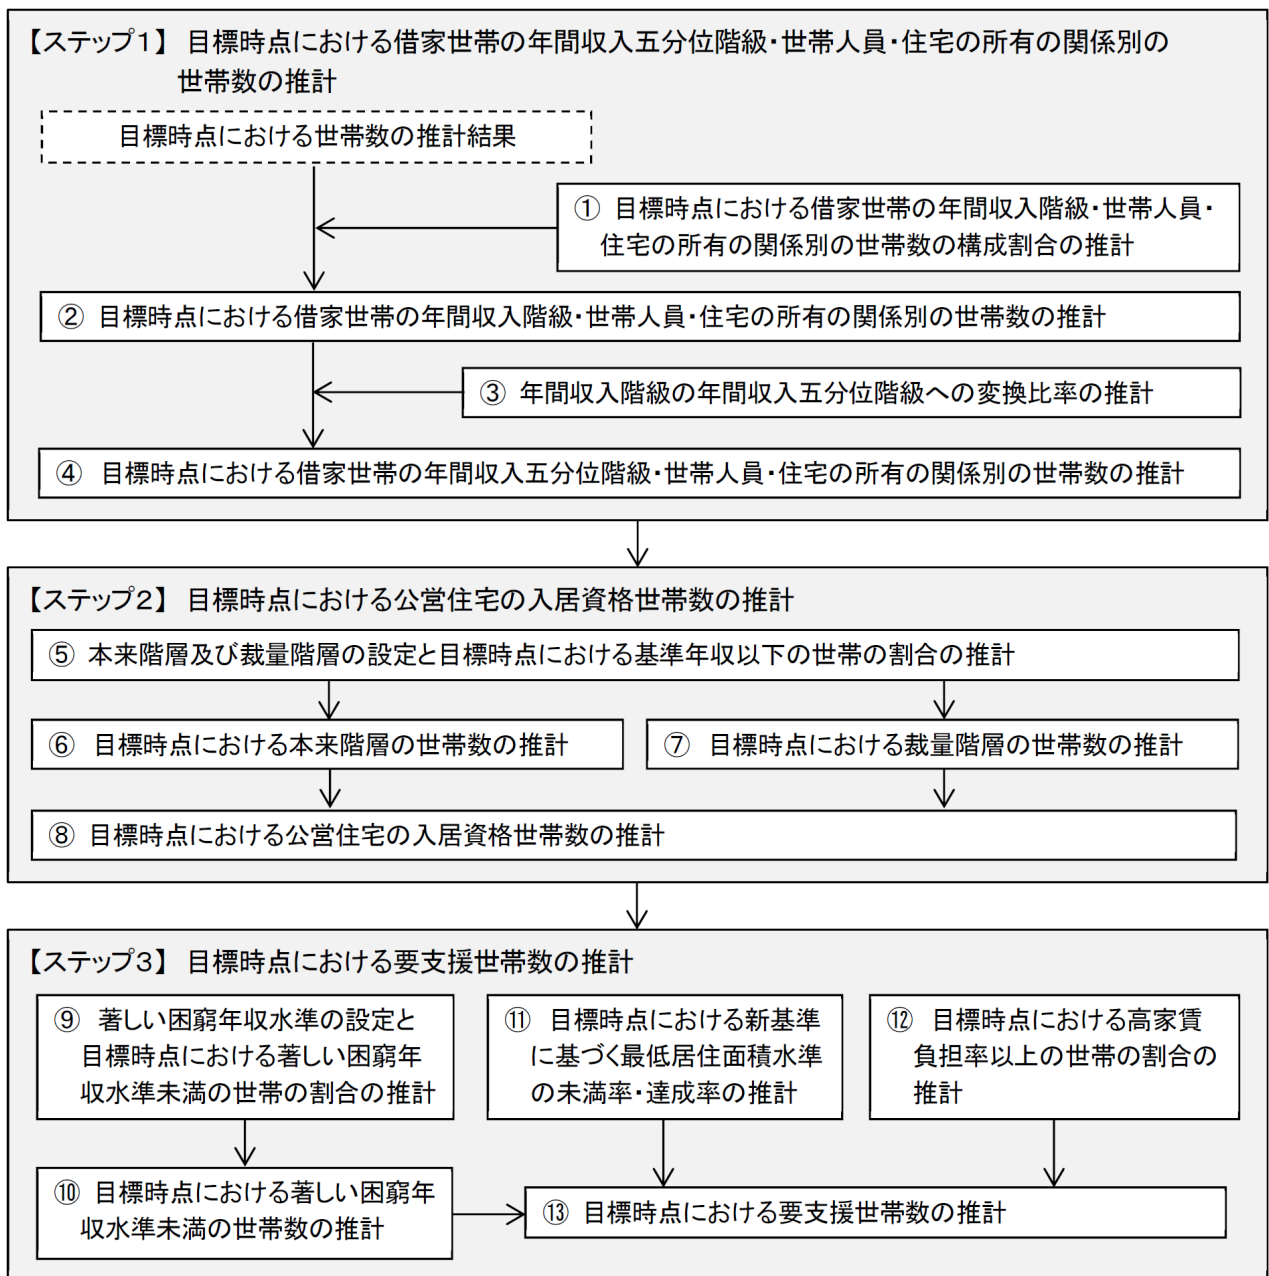 【ステップ１】 目標時点における借家世帯の年間収入五分位階級・世帯人員・住宅の所有の関係別の
世帯数の推計
目標時点における世帯数の推計結果
① 目標時点における借家世帯の年間収入階級・世帯人員・
住宅の所有の関係別の世帯数の構成割合の推計
② 目標時点における借家世帯の年間収入階級・世帯人員・住宅の所有の関係別の世帯数の推計
③ 年間収入階級の年間収入五分位階級への変換比率の推計
④ 目標時点における借家世帯の年間収入五分位階級・世帯人員・住宅の所有の関係別の世帯数の推計
【ステップ２】 目標時点における公営住宅の入居資格世帯数の推計
⑤ 本来階層及び裁量階層の設定と目標時点における基準年収以下の世帯の割合の推計
⑥ 目標時点における本来階層の世帯数の推計
⑦ 目標時点における裁量階層の世帯数の推計
⑧ 目標時点における公営住宅の入居資格世帯数の推計
【ステップ３】 目標時点における要支援世帯数の推計
⑨ 著しい困窮年収水準の設定と
目標時点における著しい困窮年
収水準未満の世帯の割合の推計
⑪ 目標時点における新基準
に基づく最低居住面積水準
の未満率・達成率の推計
⑫ 目標時点における高家賃
負担率以上の世帯の割合の
推計
⑩ 目標時点における著しい困窮年
収水準未満の世帯数の推計
⑬ 目標時点における要支援世帯数の推計